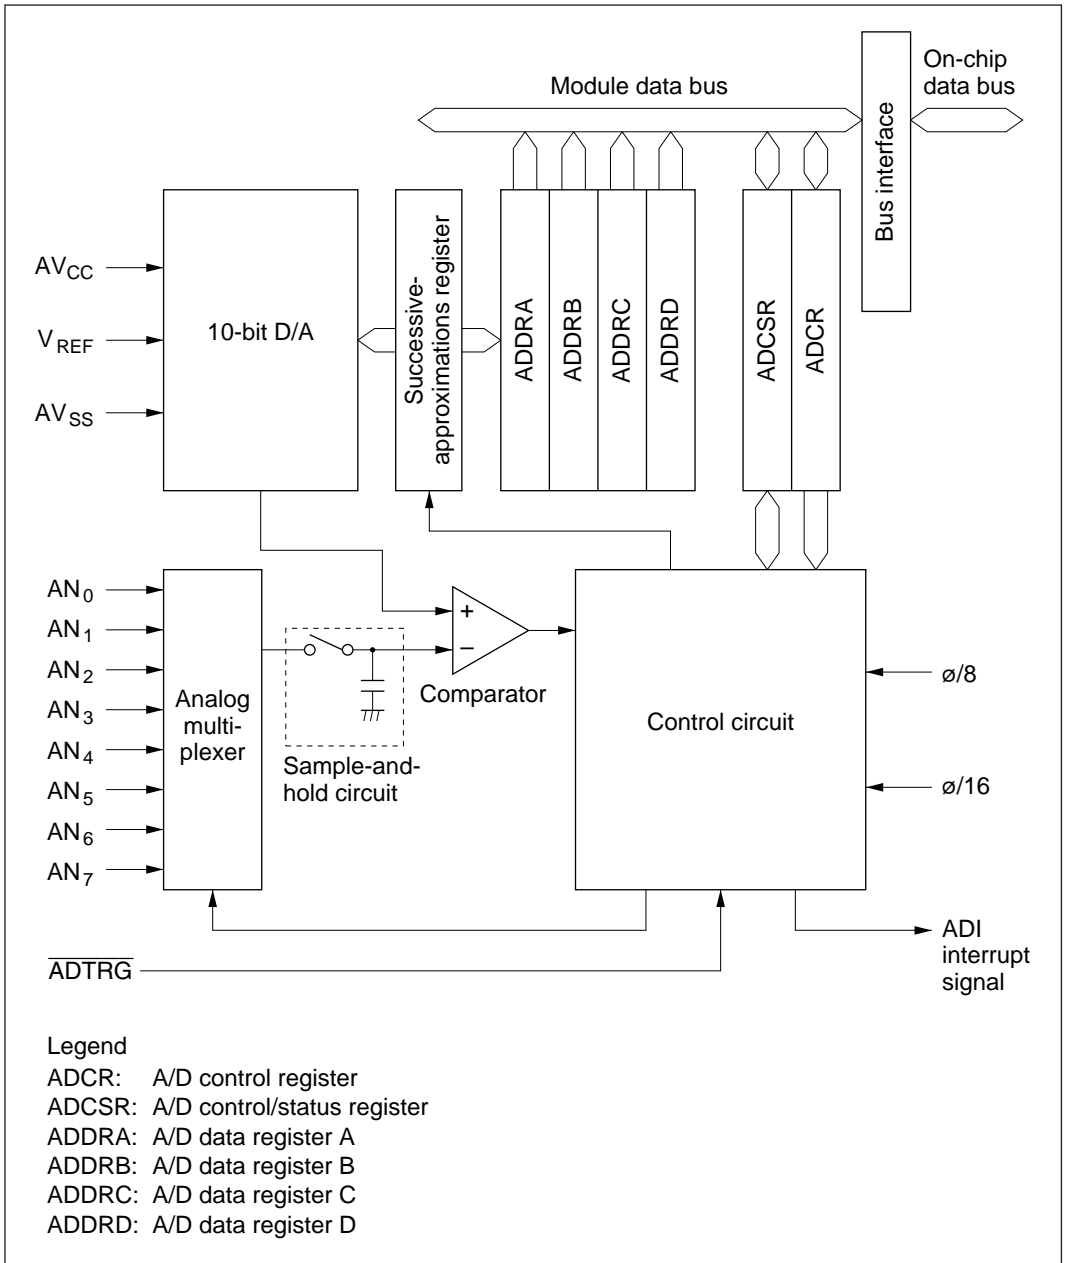 On-chip
data bus
Module data bus
Bus interface
AVCC
VREF
AVSS
10-bit D/A
Successive-
approximations register
ADDRA
ADDRB
ADDRC
ADDRD
ADCSR
ADCR
AN0
AN1
AN2
AN3
AN4
AN5
AN6
AN7
Analog
multi-
plexer
+
−
Comparator
Sample-and-
hold circuit
Control circuit
ø/8
ø/16
ADTRG
ADI
interrupt
signal
Legend
ADCR: A/D control register
ADCSR: A/D control/status register
ADDRA: A/D data register A
ADDRB: A/D data register B
ADDRC: A/D data register C
ADDRD: A/D data register D